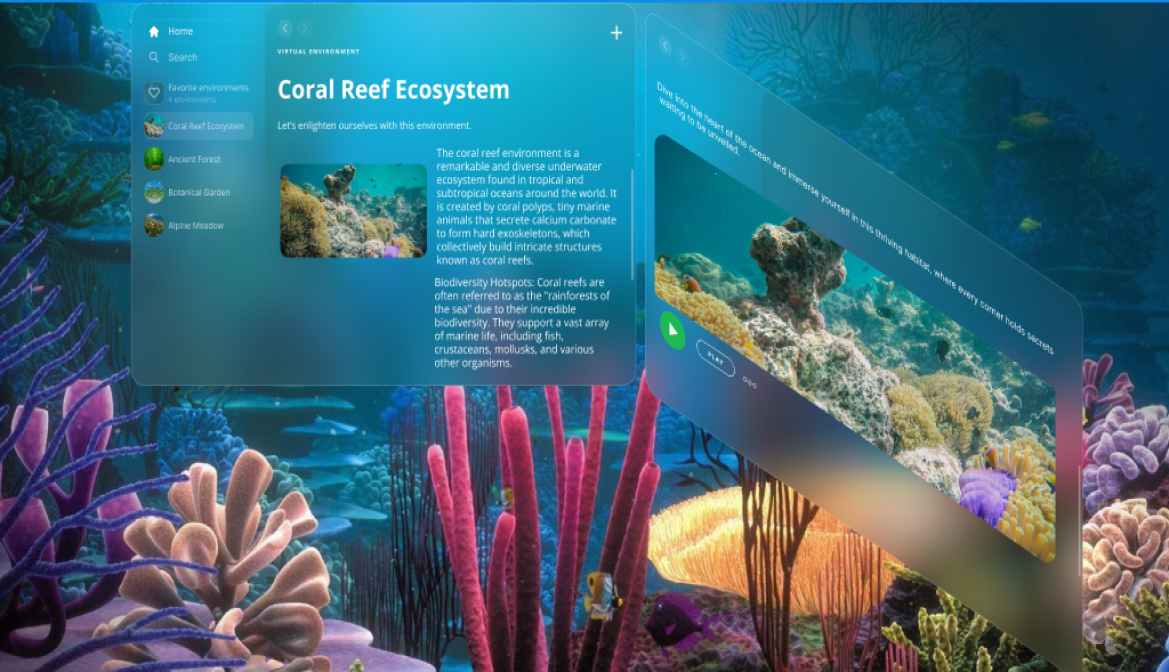 Home
Search
Favorite environments
4 environments
Coral Reef Ecosystem
Ancient Forest
Botanical Garden
Alpine Meadow
VIRTUAL ENVIRONMENT
Coral Reef Ecosystem
Let's enlighten ourselves with this environment.
The coral reef environment is a
remarkable and diverse underwater
ecosystem found in tropical and
subtropical oceans around the world. It
is created by coral polyps, tiny marine
animals that secrete calcium carbonate
to form hard exoskeletons, which
collectively build intricate structures
known as coral reefs.
Biodiversity Hotspots: Coral reefs are
often referred to as the "rainforests of
the sea" due to their incredible
biodiversity. They support a vast array
of marine life, including fish,
crustaceans, mollusks, and various
other organisms.
Dive into the heart of the ocean and immerse yourself in this thriving habitat, where every corner holds secrets
waiting to be unveiled.
PLAY